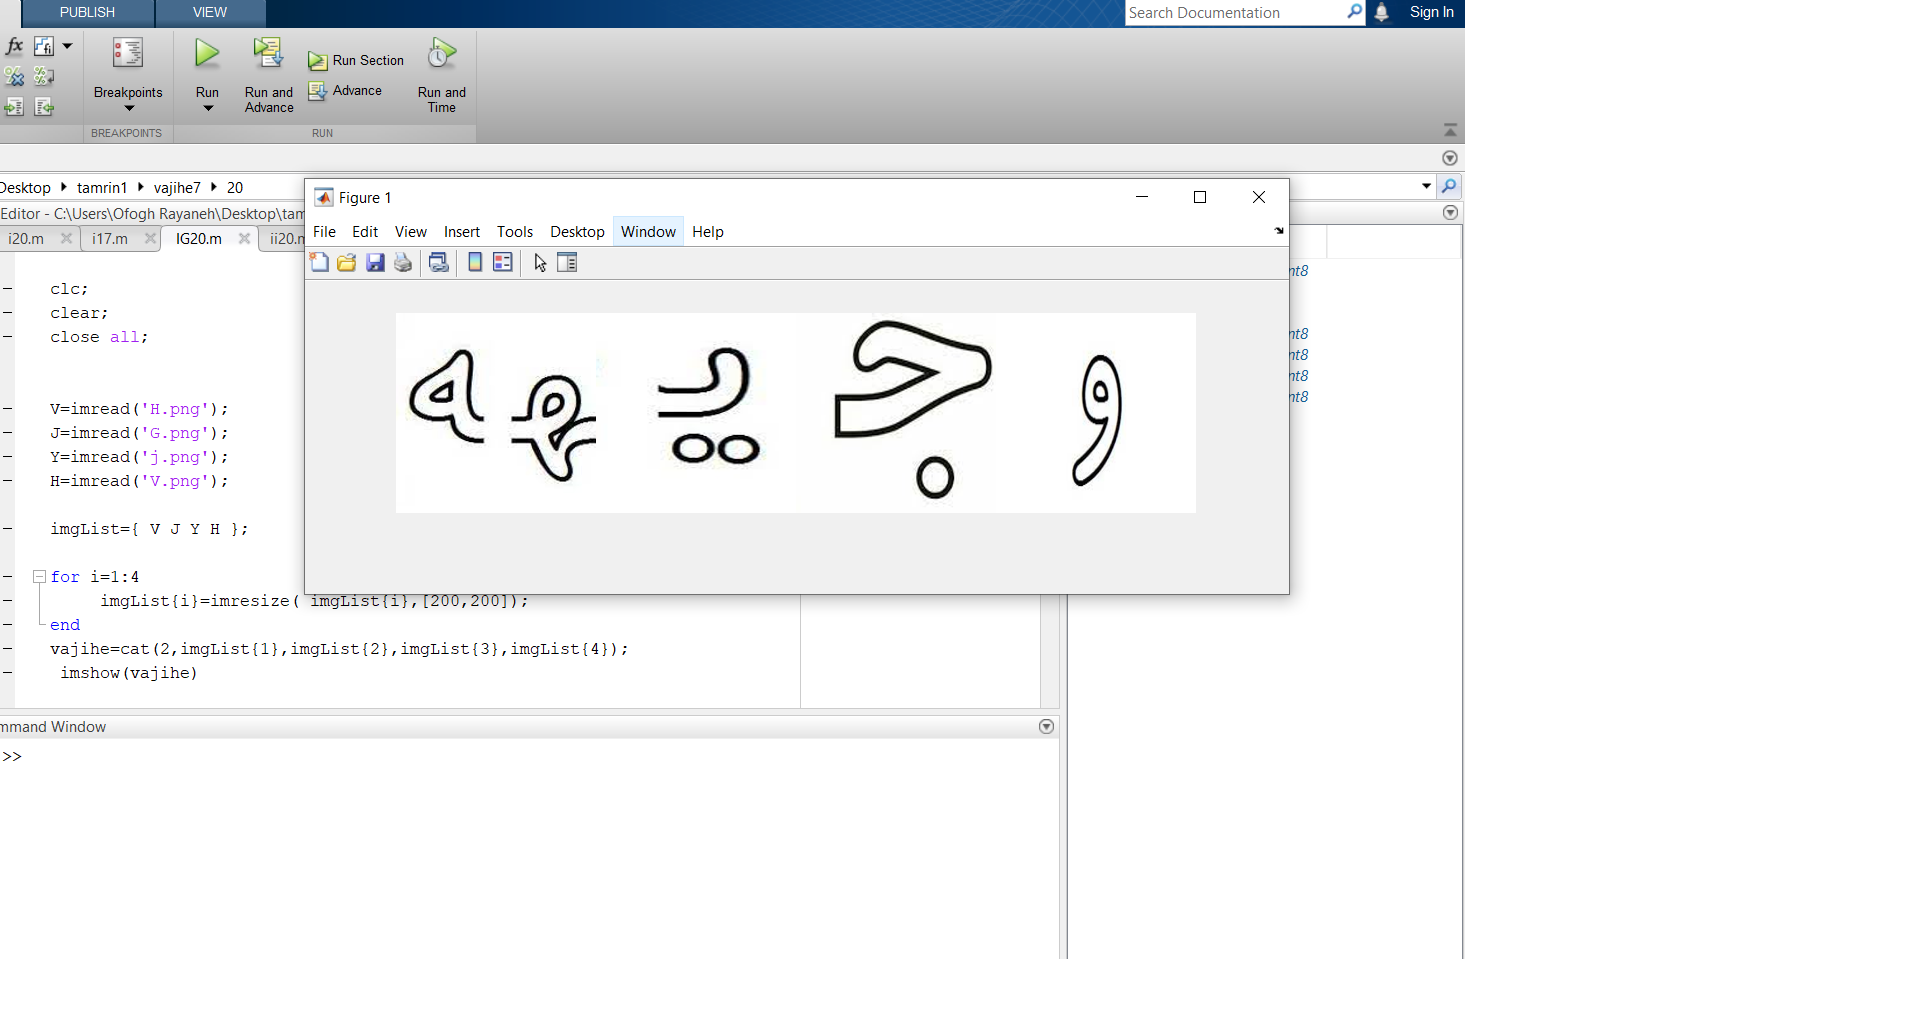 PUBLISH VIEW
Search Documentation Sign In
Breakpoints Run Run and Advance Run Section Advance Run and Time
BREAKPOINTS RUN
Desktop tamrin1 vajihe7 20
Editor - C:\Users\Ofogh Rayaneh\Desktop\tam
i20.m i17.m IG20.m ii20.m
Figure 1
File Edit View Insert Tools Desktop Window Help
clc;
clear;
close all;
V=imread('H.png');
J=imread('G.png');
Y=imread('j.png');
H=imread('V.png');
imgList={ V J Y H };
for i=1:4
imgList{i}=imresize( imgList{i},[200,200]);
end
vajihe=cat(2,imgList{1},imgList{2},imgList{3},imgList{4});
imshow(vajihe)
و ج یـ ـهـ ه
nt8
nt8
nt8
nt8
nt8
mmand Window
>>